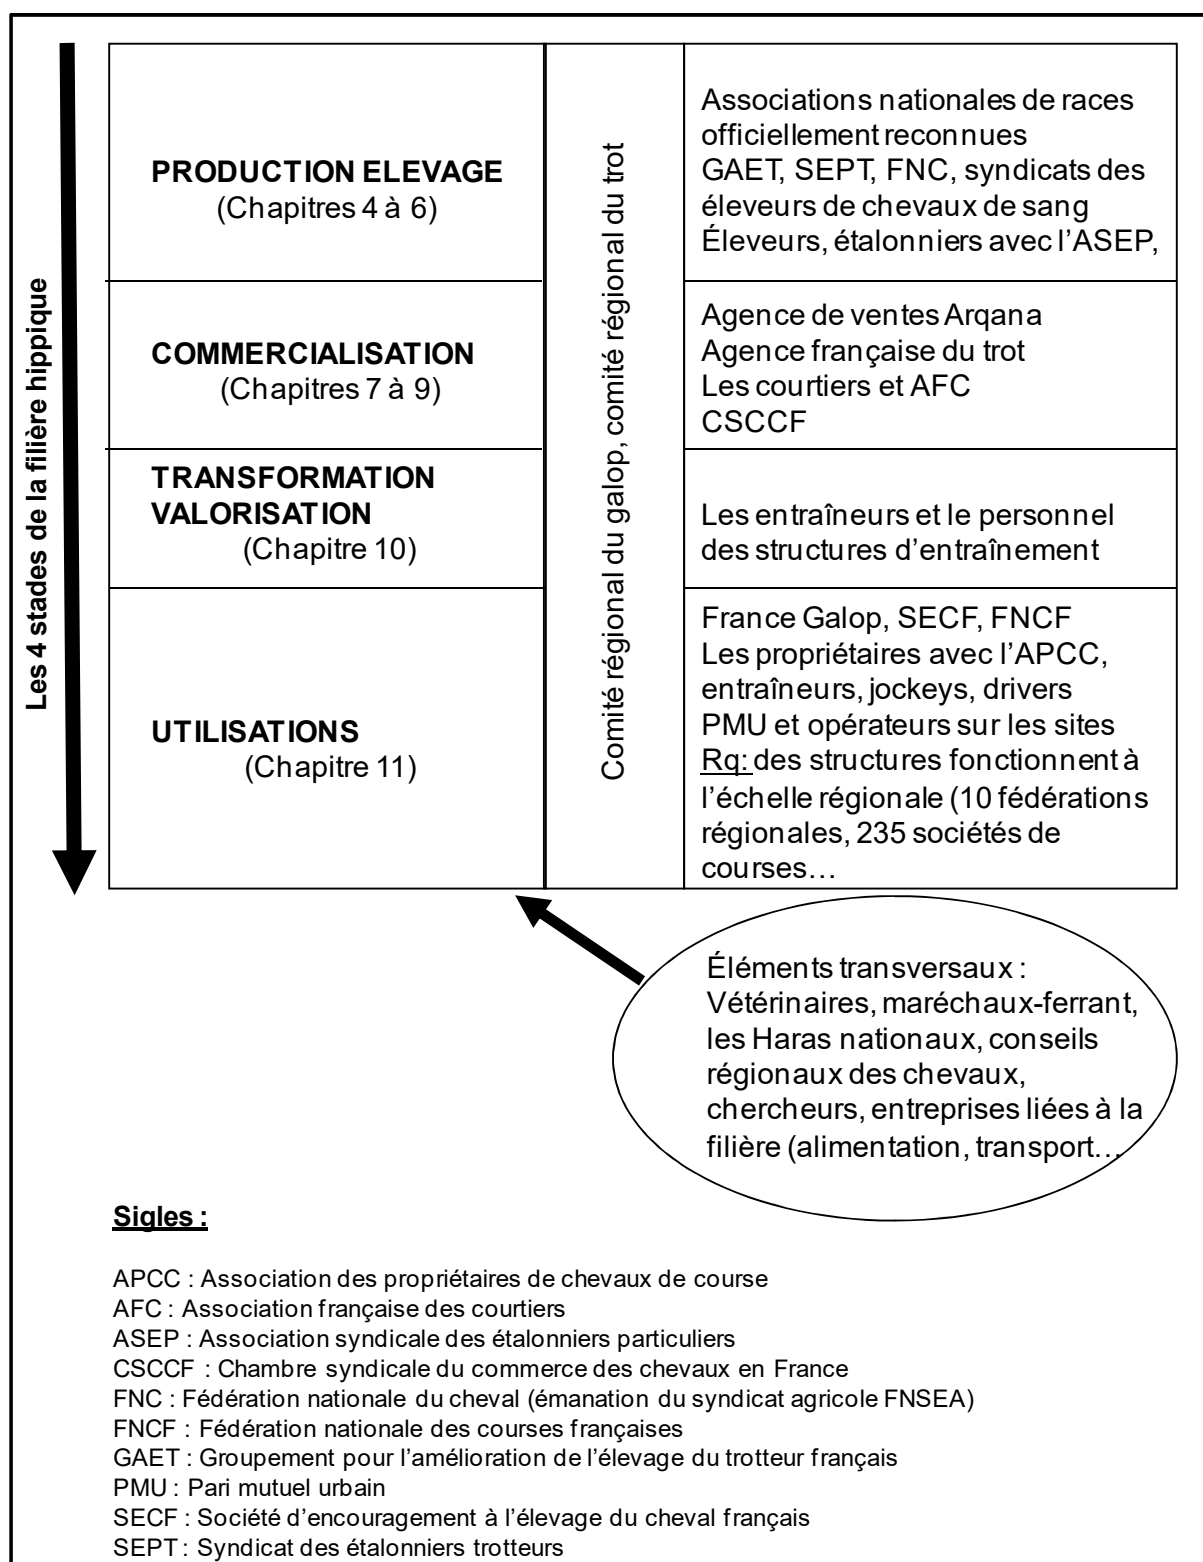 Les 4 stades de la filière hippique
PRODUCTION ELEVAGE
(Chapitres 4 à 6)
COMMERCIALISATION
(Chapitres 7 à 9)
TRANSFORMATION
VALORISATION
(Chapitre 10)
UTILISATIONS
(Chapitre 11)
Comité régional du galop, comité régional du trot
Associations nationales de races
officiellement reconnues
GAET, SEPT, FNC, syndicats des
éleveurs de chevaux de sang
Éleveurs, étalonniers avec l'ASEP,
Agence de ventes Arqana
Agence française du trot
Les courtiers et AFC
CSCCF
Les entraîneurs et le personnel
des structures d'entraînement
France Galop, SECF, FNCF
Les propriétaires avec l'APCC,
entraîneurs, jockeys, drivers
PMU et opérateurs sur les sites
Rq: des structures fonctionnent à
l'échelle régionale (10 fédérations
régionales, 235 sociétés de
courses…
Éléments transversaux :
Vétérinaires, maréchaux-ferrant,
les Haras nationaux, conseils
régionaux des chevaux,
chercheurs, entreprises liées à la
filière (alimentation, transport…
Sigles :
APCC : Association des propriétaires de chevaux de course
AFC : Association française des courtiers
ASEP : Association syndicale des étalonniers particuliers
CSCCF : Chambre syndicale du commerce des chevaux en France
FNC : Fédération nationale du cheval (émanation du syndicat agricole FNSEA)
FNCF : Fédération nationale des courses françaises
GAET : Groupement pour l'amélioration de l'élevage du trotteur français
PMU : Pari mutuel urbain
SECF : Société d'encouragement à l'élevage du cheval français
SEPT : Syndicat des étalonniers trotteurs